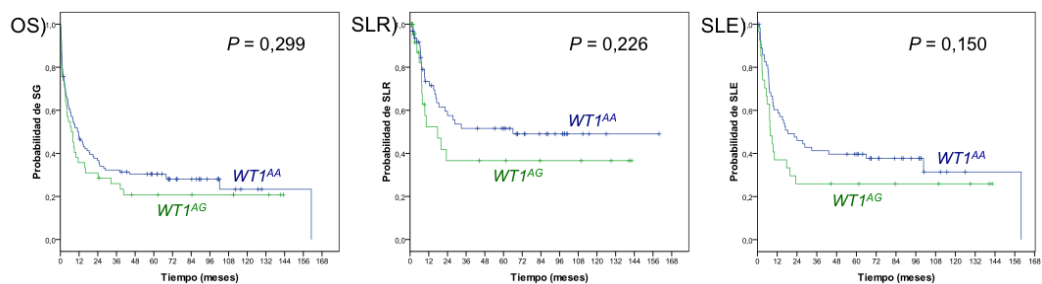 OS)
P = 0,299
Probabilidad de SG
1,0
0,8
0,6
0,4
0,2
0,0
WT1AA
WT1AG
0 12 24 36 48 60 72 84 96 108 120 132 144 156 168
Tiempo (meses)
SLR)
P = 0,226
Probabilidad de SLR
1,0
0,8
0,6
0,4
0,2
0,0
WT1AA
WT1AG
0 12 24 36 48 60 72 84 96 108 120 132 144 156 168
Tiempo (meses)
SLE)
P = 0,150
Probabilidad de SLE
1,0
0,8
0,6
0,4
0,2
0,0
WT1AA
WT1AG
0 12 24 36 48 60 72 84 96 108 120 132 144 156 168
Tiempo (meses)